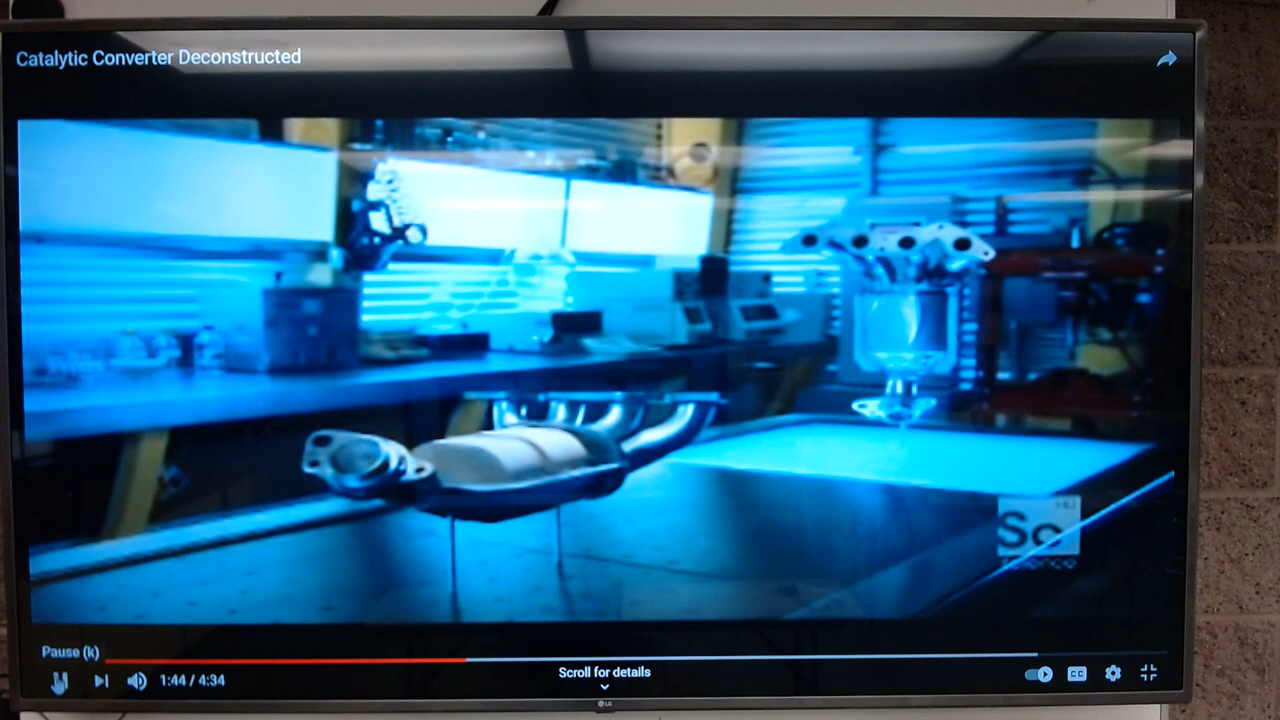 Catalytic Converter Deconstructed
Sc
Pause (k)
Scroll for details
1:44 / 4:34
CC
LG